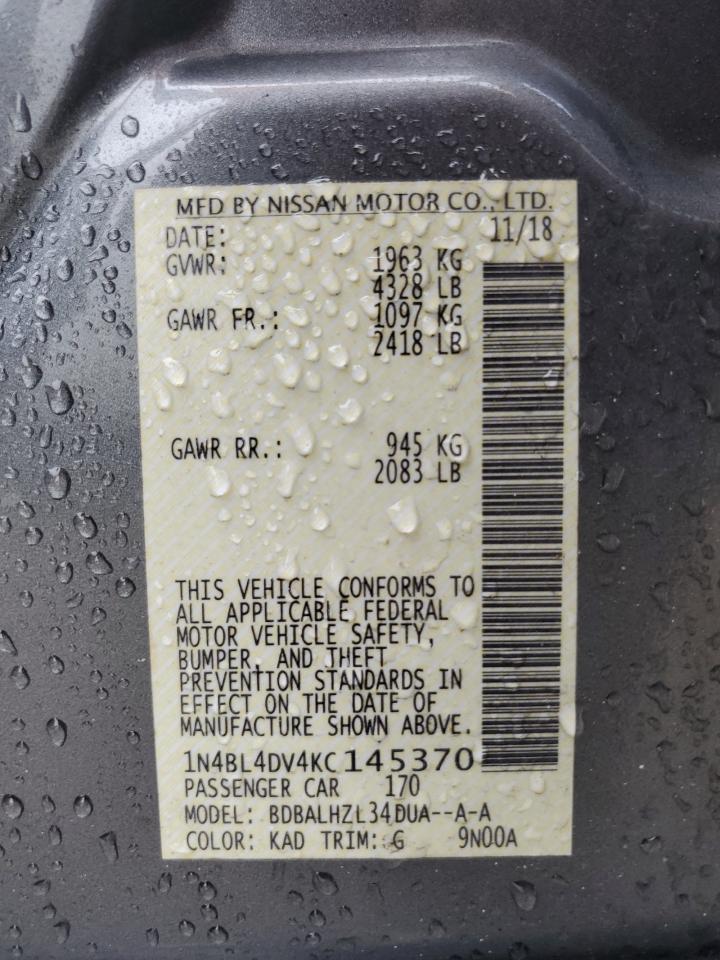 MFD BY NISSAN MOTOR CO., LTD.
DATE: 11/18
GVWR: 1963 KG
4328 LB
GAWR FR.: 1097 KG
2418 LB
GAWR RR.: 945 KG
2083 LB
THIS VEHICLE CONFORMS TO
ALL APPLICABLE FEDERAL
MOTOR VEHICLE SAFETY,
BUMPER, AND THEFT
PREVENTION STANDARDS IN
EFFECT ON THE DATE OF
MANUFACTURE SHOWN ABOVE.
1N4BL4DV4KC145370
PASSENGER CAR 170
MODEL: BDBALHZL34DUA--A-A
COLOR: KAD TRIM: G 9N00A